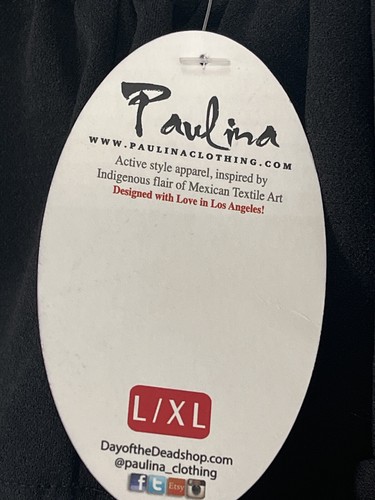 Paulina
WWW.PAULINACLOTHING.COM
Active style apparel, inspired by
Indigenous flair of Mexican Textile Art
Designed with Love in Los Angeles!
L/XL
DayoftheDeadshop.com
@paulina_clothing
f t Etsy